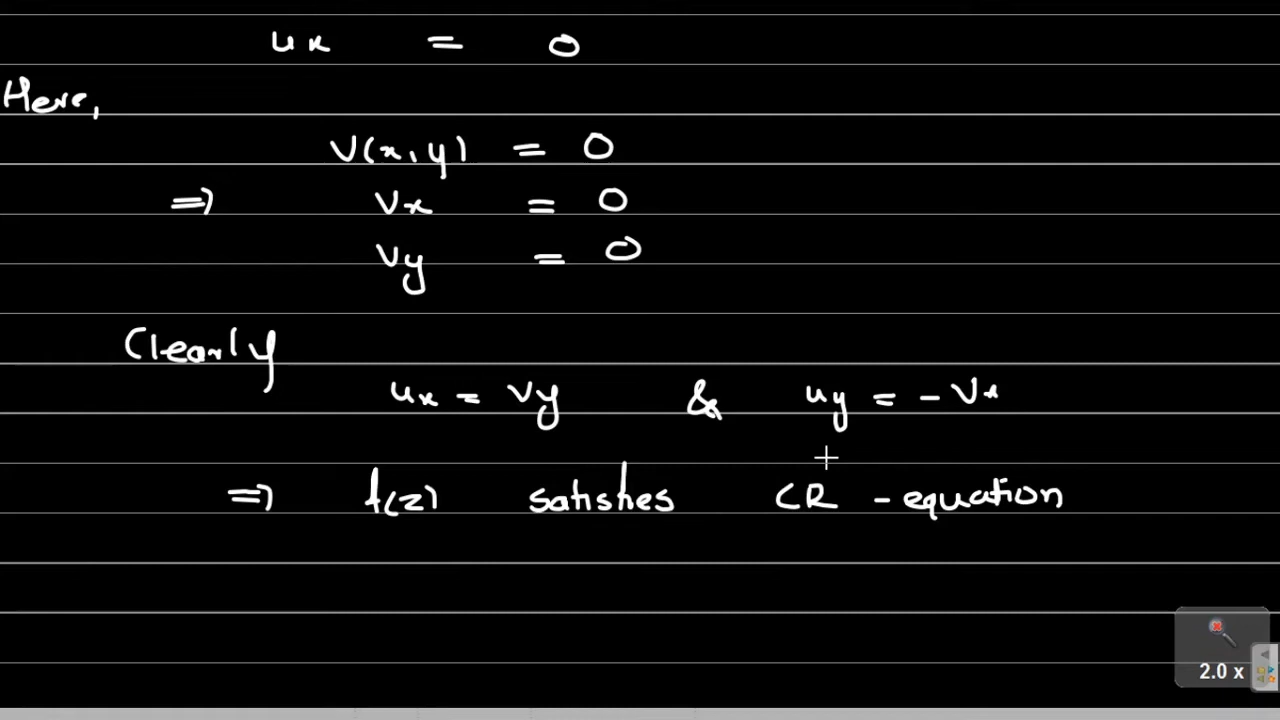 ux = 0
Here,
V(x,y) = 0
⇒ Vx = 0
Vy = 0
Clearly
ux = Vy & uy = - Vx
⇒ f(z) satisfies CR - equation
2.0 x